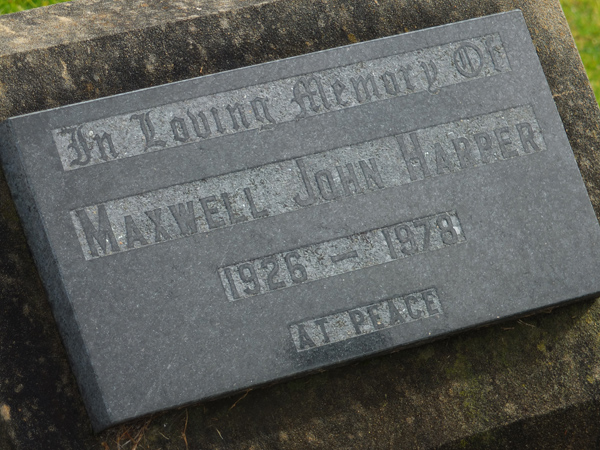 In Loving Memory Of
MAXWELL JOHN HARPER
1926 – 1978
AT PEACE